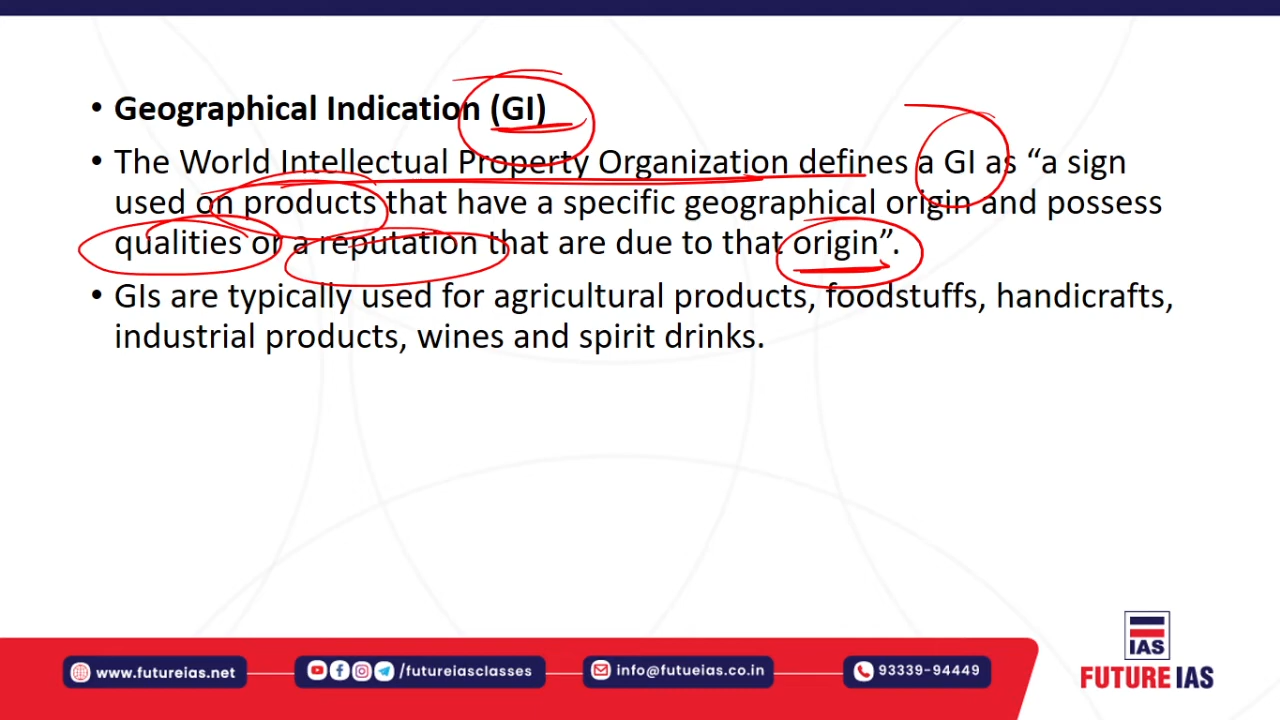 • Geographical Indication (GI)
• The World Intellectual Property Organization defines a GI as “a sign
used on products that have a specific geographical origin and possess
qualities or a reputation that are due to that origin”.
• GIs are typically used for agricultural products, foodstuffs, handicrafts,
industrial products, wines and spirit drinks.
www.futureias.net
/futureiasclasses
info@futueias.co.in
93339-94449
IAS
FUTURE IAS